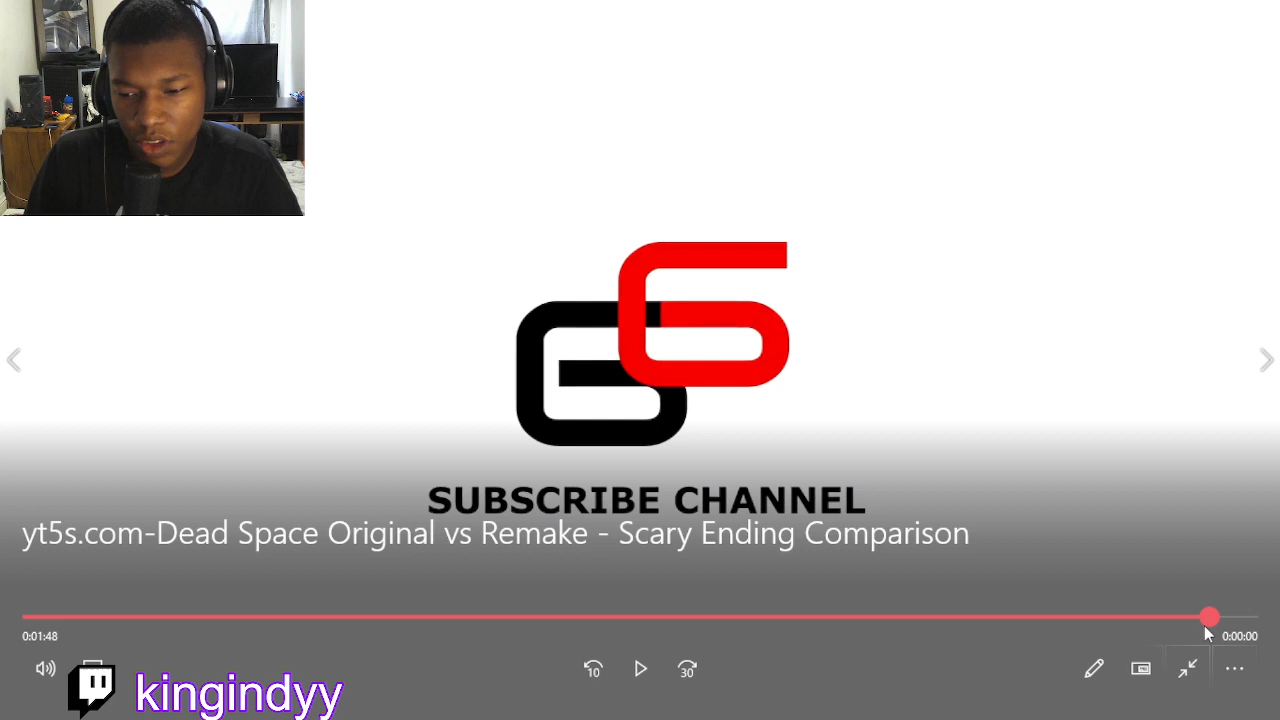 SUBSCRIBE CHANNEL
yt5s.com-Dead Space Original vs Remake - Scary Ending Comparison
0:01:48
0:00:00
10
30
kingindyy